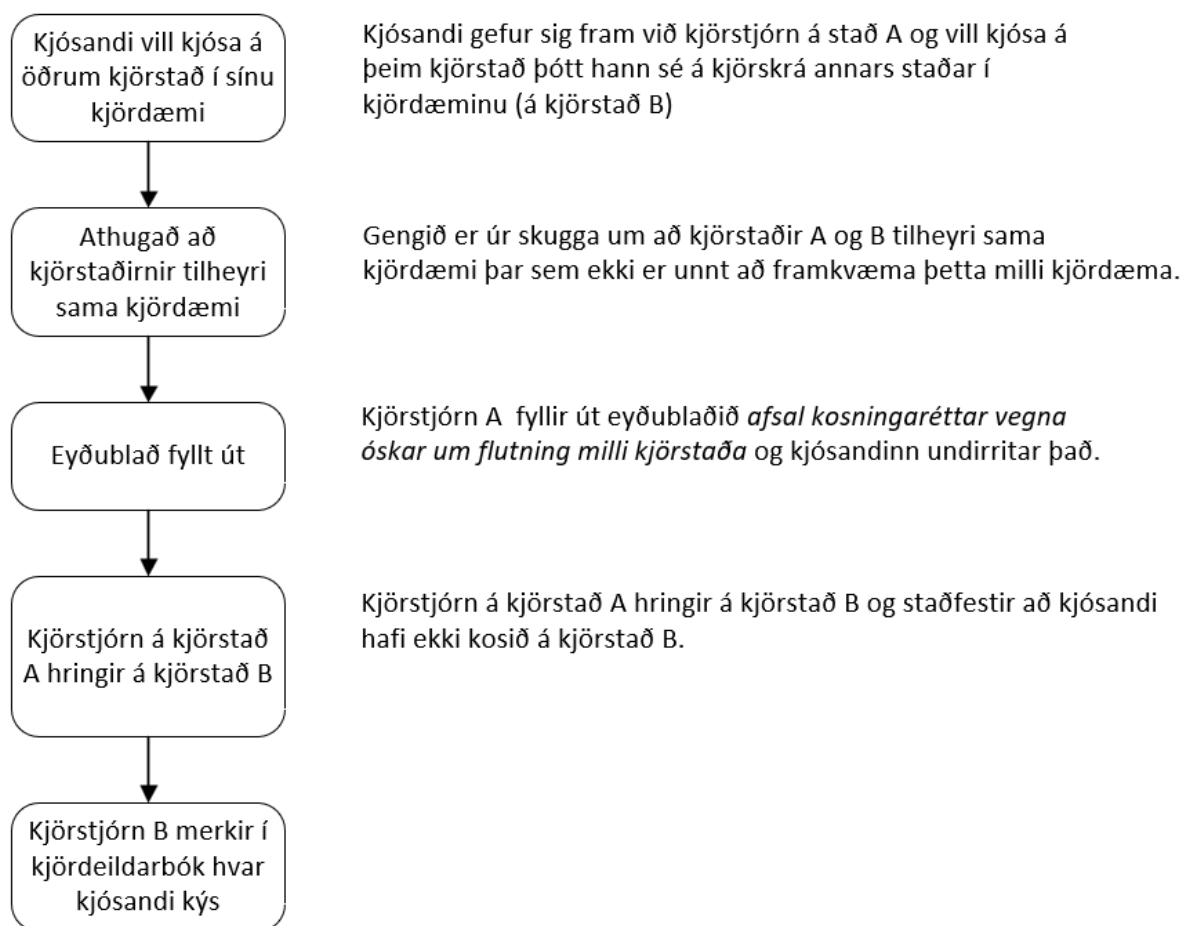 Kjósandi vill kjósa á
öðrum kjörstað í sínu
kjördæmi
Kjósandi gefur sig fram við kjörstjórn á stað A og vill kjósa á
þeim kjörstað þótt hann sé á kjörskrá annars staðar í
kjördæminu (á kjörstað B)
Athugað að
kjörstaðirnir tilheyri
sama kjördæmi
Gengið er úr skugga um að kjörstaðir A og B tilheyri sama
kjördæmi þar sem ekki er unnt að framkvæma þetta milli kjördæma.
Eyðublað fyllt út
Kjörstjórn A fyllir út eyðublaðið afsal kosningaréttar vegna
óskar um flutning milli kjörstaða og kjósandinn undirritar það.
Kjörstjórn á kjörstað
A hringir á kjörstað B
Kjörstjórn á kjörstað A hringir á kjörstað B og staðfestir að kjósandi
hafi ekki kosið á kjörstað B.
Kjörstjórn B merkir í
kjördeildarbók hvar
kjósandi kýs